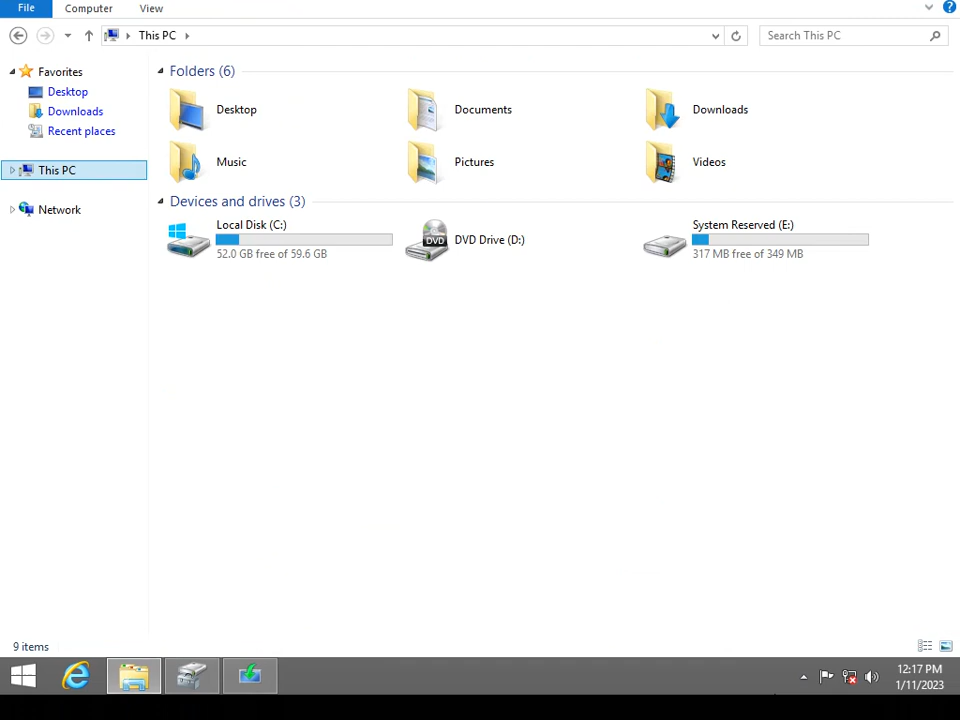 File Computer View
This PC
Search This PC
Favorites
Desktop
Downloads
Recent places
This PC
Network
Folders (6)
Desktop
Documents
Downloads
Music
Pictures
Videos
Devices and drives (3)
Local Disk (C:)
52.0 GB free of 59.6 GB
DVD
DVD Drive (D:)
System Reserved (E:)
317 MB free of 349 MB
9 items
12:17 PM
1/11/2023